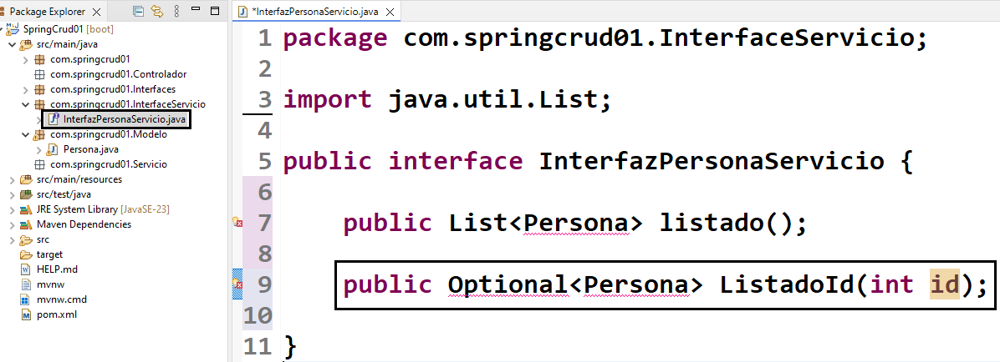 Package Explorer
SpringCrud01 [boot]
src/main/java
com.springcrud01
com.springcrud01.Controlador
com.springcrud01.Interfaces
com.springcrud01.InterfaceServicio
InterfazPersonaServicio.java
com.springcrud01.Modelo
Persona.java
com.springcrud01.Servicio
src/main/resources
src/test/java
JRE System Library [JavaSE-23]
Maven Dependencies
src
target
HELP.md
mvnw
mvnw.cmd
pom.xml
*InterfazPersonaServicio.java
1 package com.springcrud01.InterfaceServicio;
2
3 import java.util.List;
4
5 public interface InterfazPersonaServicio {
6
7 public List<Persona> listado();
8
9 public Optional<Persona> ListadoId(int id);
10
11 }